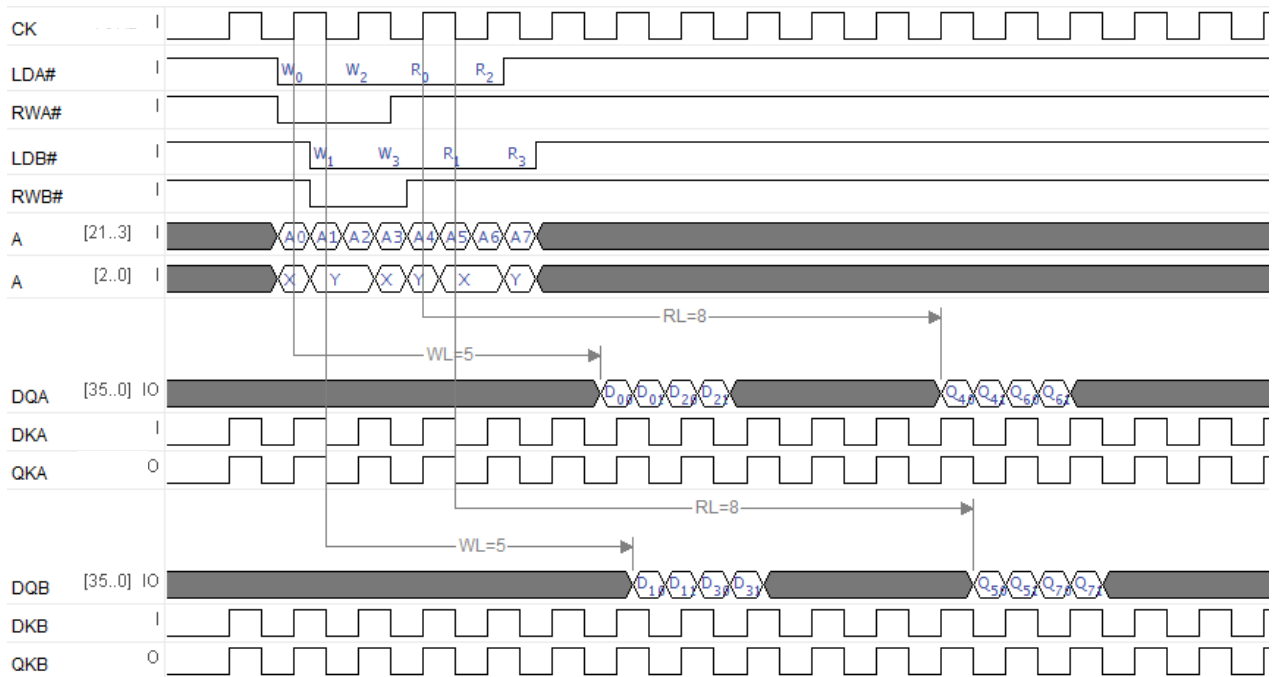 CK I
LDA# I W0 W2 R0 R2
RWA# I
LDB# I W1 W3 R1 R3
RWB# I
A [21..3] I A0 A1 A2 A3 A4 A5 A6 A7
A [2..0] I X Y X Y X Y
RL=8
WL=5
DQA [35..0] IO D00 D01 D20 D21 Q40 Q41 Q60 Q61
DKA I
QKA O
RL=8
WL=5
DQB [35..0] IO D10 D11 D30 D31 Q50 Q51 Q70 Q71
DKB I
QKB O